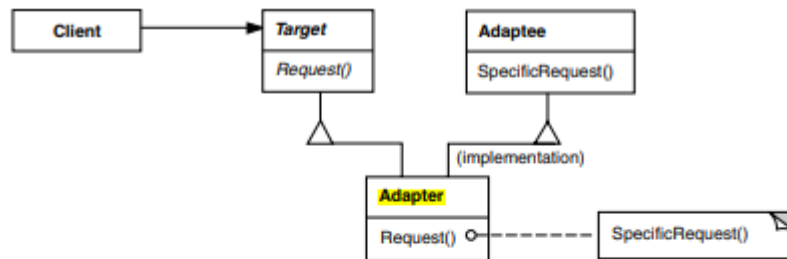 Client
Target
Request()
Adaptee
SpecificRequest()
(implementation)
Adapter
Request()
SpecificRequest()